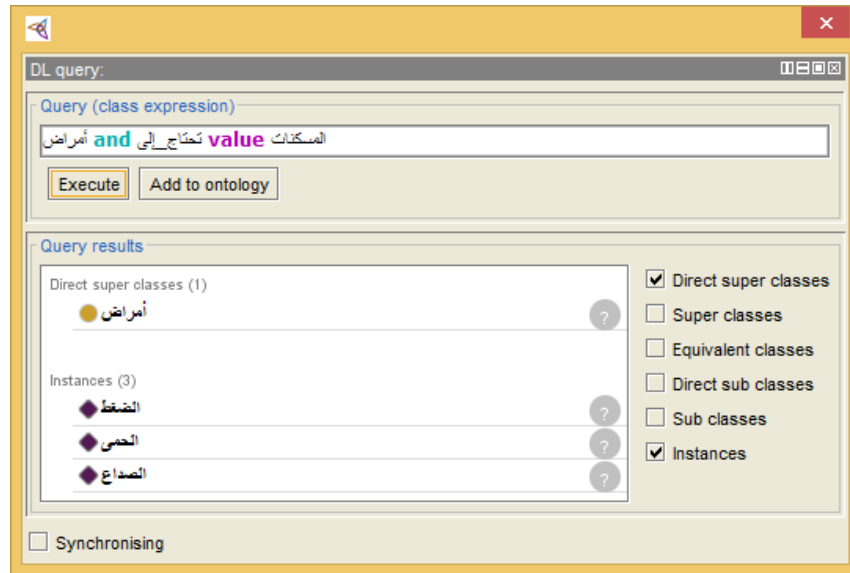 DL query:
Query (class expression)
أمراض and تحتاج_إلى value المسكنات
Execute
Add to ontology
Query results
Direct super classes (1)
أمراض
?
Instances (3)
الضغط
?
الحمى
?
الصداع
?
Direct super classes
Super classes
Equivalent classes
Direct sub classes
Sub classes
Instances
Synchronising